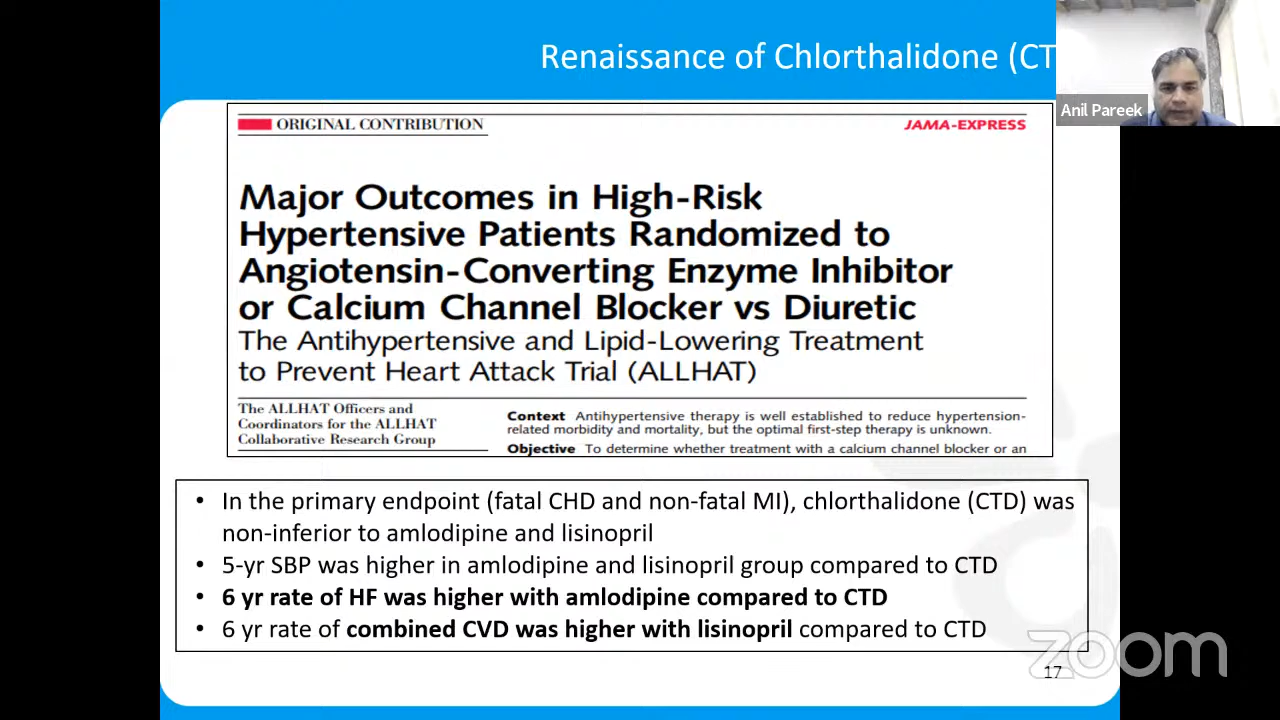 Renaissance of Chlorthalidone (CT
Anil Pareek
ORIGINAL CONTRIBUTION
JAMA-EXPRESS
Major Outcomes in High-Risk
Hypertensive Patients Randomized to
Angiotensin-Converting Enzyme Inhibitor
or Calcium Channel Blocker vs Diuretic
The Antihypertensive and Lipid-Lowering Treatment
to Prevent Heart Attack Trial (ALLHAT)
The ALLHAT Officers and
Coordinators for the ALLHAT
Collaborative Research Group
Context Antihypertensive therapy is well established to reduce hypertension-
related morbidity and mortality, but the optimal first-step therapy is unknown.
Objective To determine whether treatment with a calcium channel blocker or an
• In the primary endpoint (fatal CHD and non-fatal MI), chlorthalidone (CTD) was
non-inferior to amlodipine and lisinopril
• 5-yr SBP was higher in amlodipine and lisinopril group compared to CTD
• 6 yr rate of HF was higher with amlodipine compared to CTD
• 6 yr rate of combined CVD was higher with lisinopril compared to CTD
zoom
17